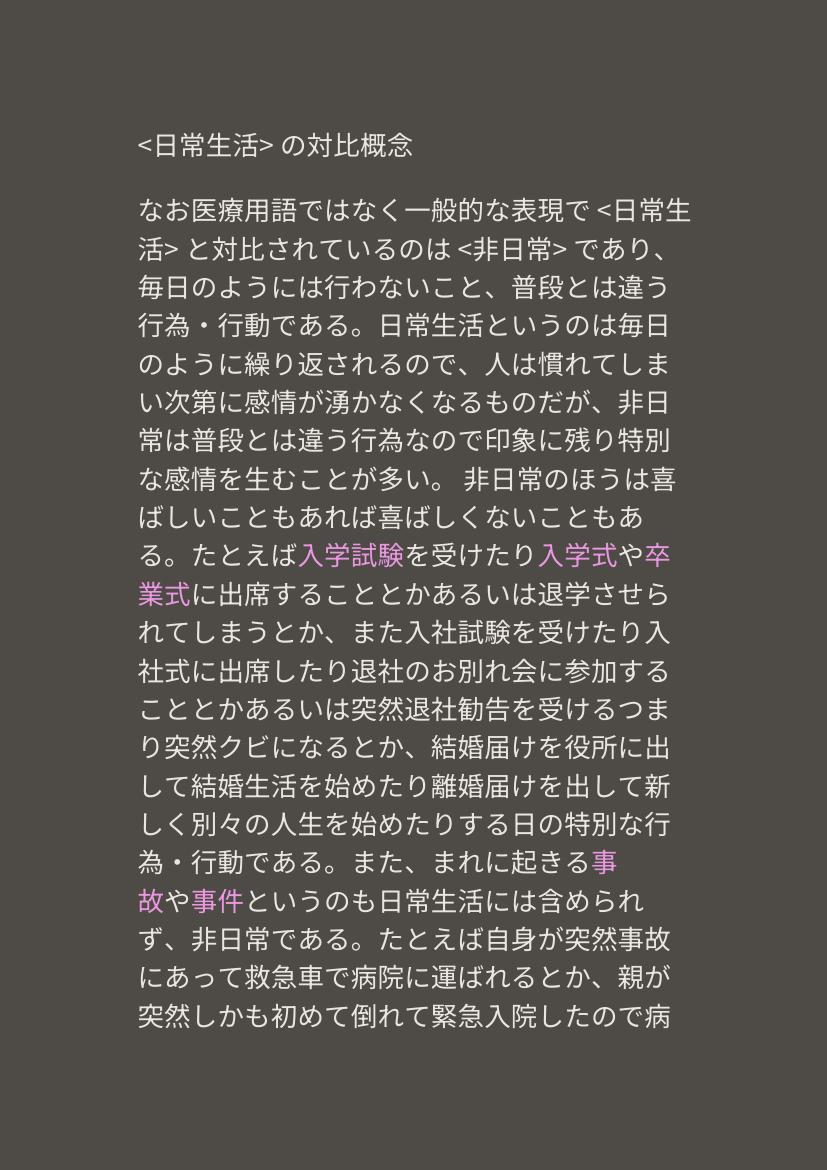 <日常生活> の対比概念
なお医療用語ではなく一般的な表現で <日常生
活> と対比されているのは <非日常> であり、
毎日のようには行わないこと、普段とは違う
行為・行動である。日常生活というのは毎日
のように繰り返されるので、人は慣れてしま
い次第に感情が湧かなくなるものだが、非日
常は普段とは違う行為なので印象に残り特別
な感情を生むことが多い。 非日常のほうは喜
ばしいこともあれば喜ばしくないこともあ
る。たとえば入学試験を受けたり入学式や卒
業式に出席することとかあるいは退学させら
れてしまうとか、また入社試験を受けたり入
社式に出席したり退社のお別れ会に参加する
こととかあるいは突然退社勧告を受けるつま
り突然クビになるとか、結婚届けを役所に出
して結婚生活を始めたり離婚届けを出して新
しく別々の人生を始めたりする日の特別な行
為・行動である。また、まれに起きる事
故や事件というのも日常生活には含められ
ず、非日常である。たとえば自身が突然事故
にあって救急車で病院に運ばれるとか、親が
突然しかも初めて倒れて緊急入院したので病